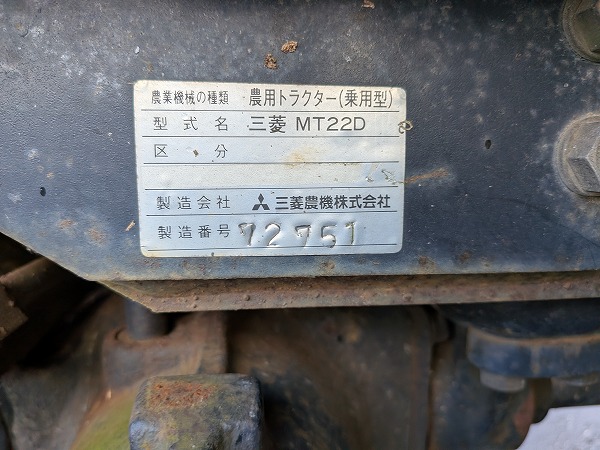 農業機械の種類 農用トラクター(乗用型)
型式名 三菱 MT22D
区分
製造会社 三菱農機株式会社
製造番号 72751